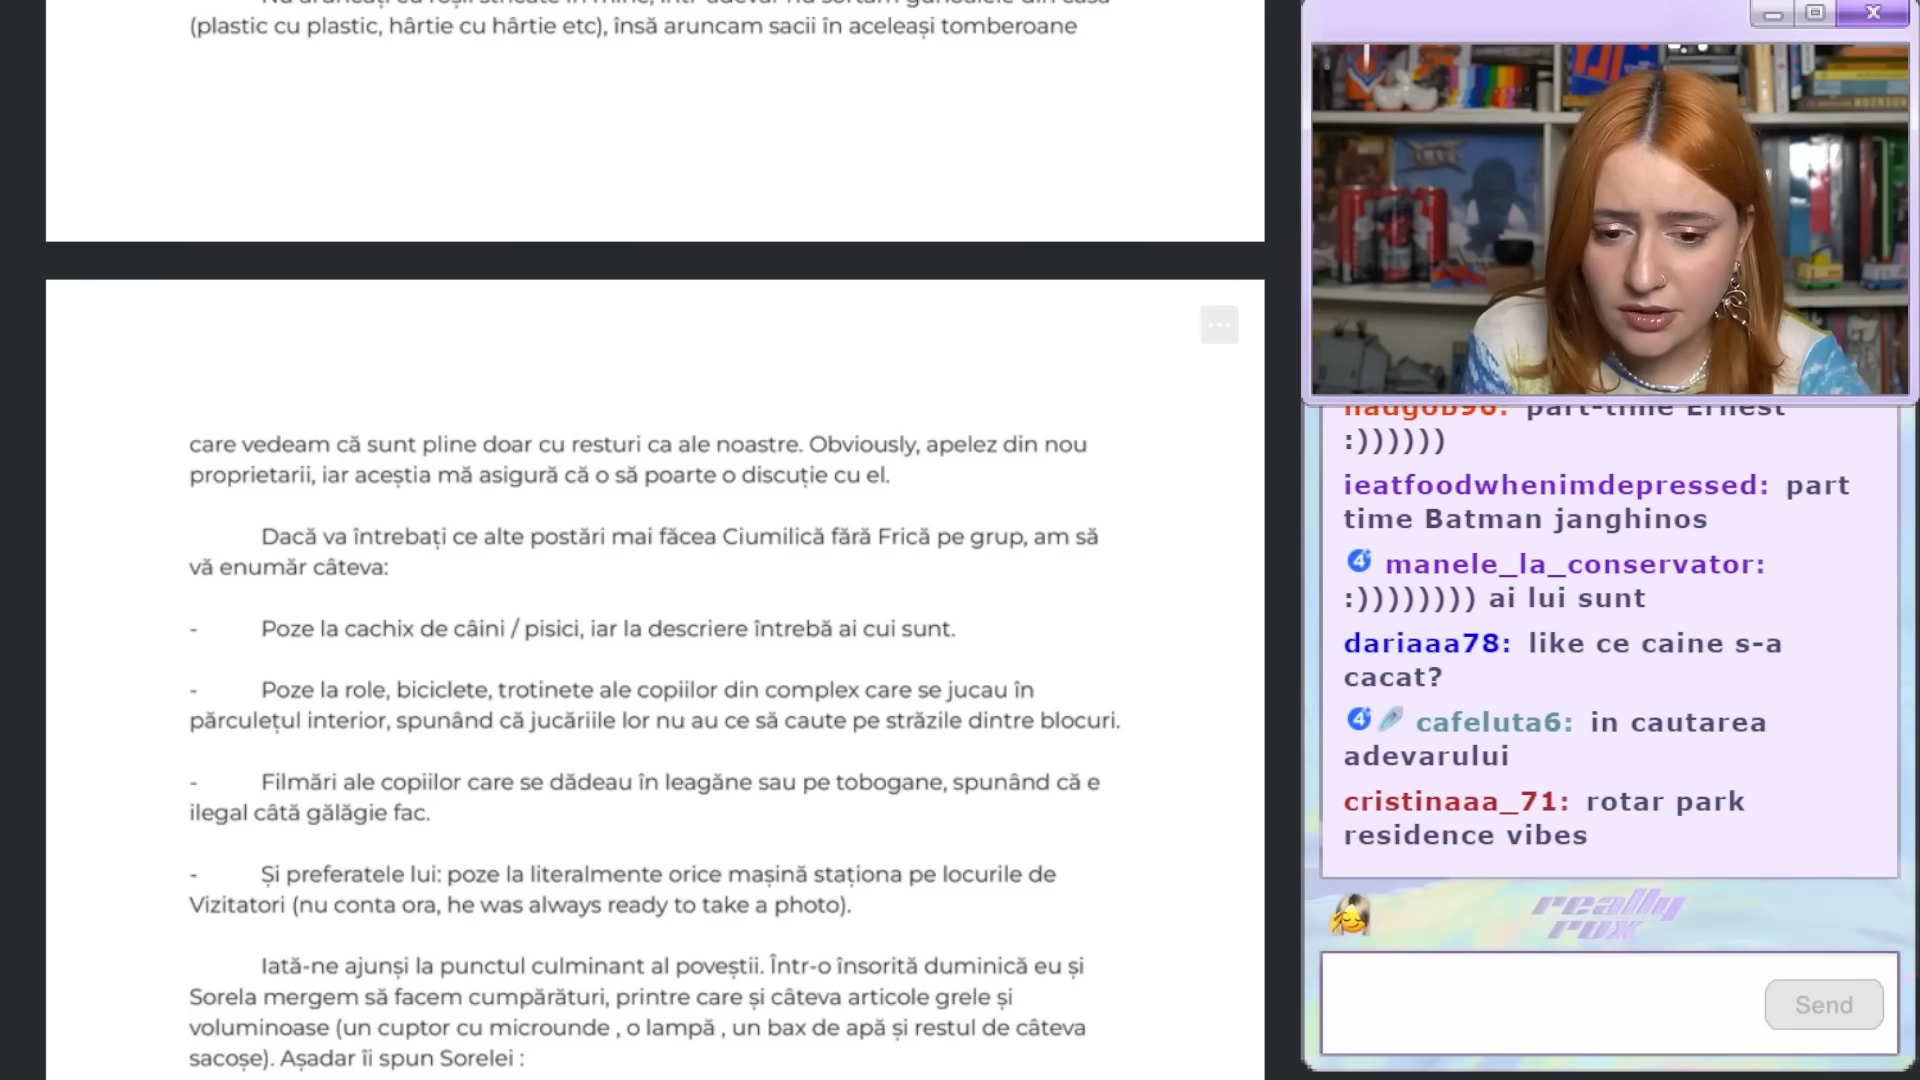 (plastic cu plastic, hârtie cu hârtie etc), însă aruncam sacii în aceleași tomberoane
care vedeam că sunt pline doar cu resturi ca ale noastre. Obviously, apelez din nou
proprietarii, iar aceștia mă asigură că o să poarte o discuție cu el.
Dacă va întrebați ce alte postări mai făcea Ciumilică fără Frică pe grup, am să
vă enumăr câteva:
- Poze la cachix de câini / pisici, iar la descriere întrebă ai cui sunt.
- Poze la role, biciclete, trotinete ale copiilor din complex care se jucau în
părculețul interior, spunând că jucăriile lor nu au ce să caute pe străzile dintre blocuri.
- Filmări ale copiilor care se dădeau în leagăne sau pe tobogane, spunând că e
ilegal câtă gălăgie fac.
- Și preferatele lui: poze la literalmente orice mașină staționa pe locurile de
Vizitatori (nu conta ora, he was always ready to take a photo).
Iată-ne ajunși la punctul culminant al poveștii. Într-o însorită duminică eu și
Sorela mergem să facem cumpărături, printre care și câteva articole grele și
voluminoase (un cuptor cu microunde , o lampă , un bax de apă și restul de câteva
sacoșe). Așadar îi spun Sorelei :
part-time Ernest
:))))))
ieatfoodwhenimdepressed: part
time Batman janghinos
4 manele_la_conservator:
:)))))))) ai lui sunt
dariaaa78: like ce caine s-a
cacat?
4 cafeluta6: in cautarea
adevarului
cristinaaa_71: rotar park
residence vibes
really
rux
Send